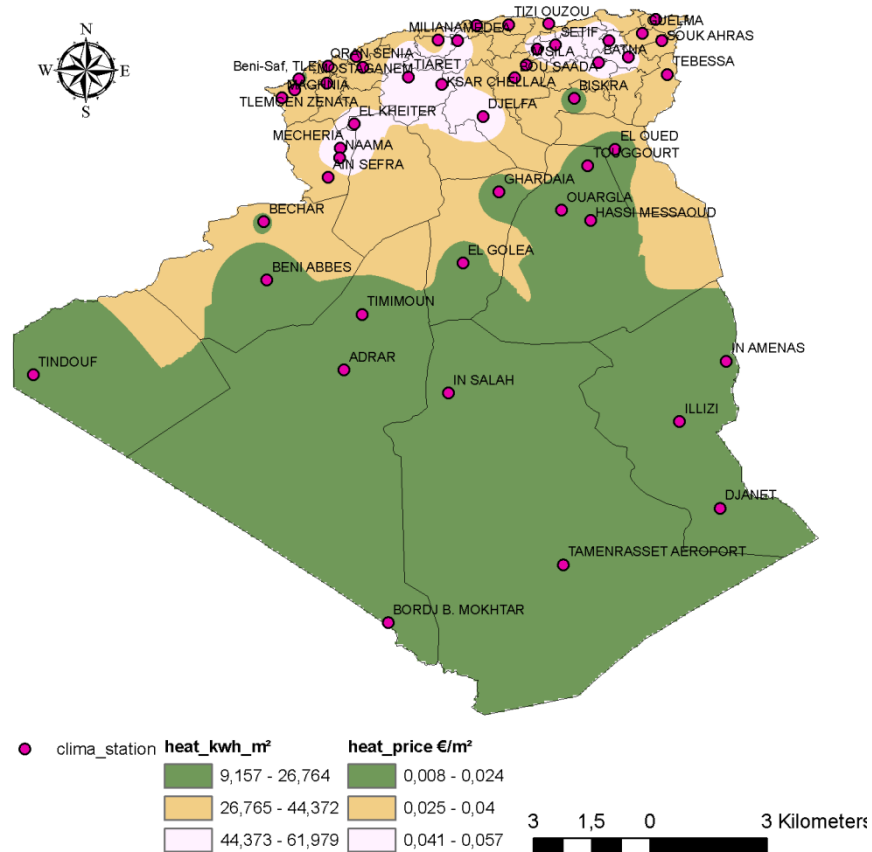 N
W E
S
TIZI OUZOU
MILIANA MEDEA
GUELMA
SETIF
SOUK AHRAS
ORAN SENIA
M'SILA
BATNA
Beni-Saf, TLEM
MOSTAGANEM
TIARET
BOU SAADA
TEBESSA
MAGHNIA
KSAR CHELLALA
BISKRA
TLEMCEN ZENATA
EL KHEITER
DJELFA
MECHERIA
NAAMA
EL OUED
AIN SEFRA
TOUGGOURT
GHARDAIA
OUARGLA
BECHAR
HASSI MESSAOUD
EL GOLEA
BENI ABBES
TIMIMOUN
TINDOUF
ADRAR
IN AMENAS
IN SALAH
ILLIZI
DJANET
TAMENRASSET AEROPORT
BORDJ B. MOKHTAR
clima_station
heat_kwh_m²
9,157 - 26,764
26,765 - 44,372
44,373 - 61,979
heat_price €/m²
0,008 - 0,024
0,025 - 0,04
0,041 - 0,057
3 1,5 0 3 Kilometers